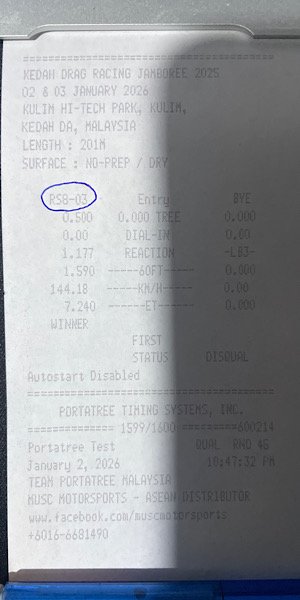 ==============================
KEDAH DRAG RACING JAMBOREE 2025
02 & 03 JANUARY 2026
KULIM HI-TECH PARK, KULIM,
KEDAH DA, MALAYSIA
LENGTH : 201M
SURFACE : NO-PREP / DRY
RSB-03 Entry BYE
0.500 0.000 TREE 0.000
0.00 DIAL-IN 0.00
1.177 REACTION -LB3-
1.590 ------60FT------ 0.000
144.18 ------KM/H------ 0.00
7.240 -------ET------- 0.000
WINNER
FIRST
STATUS DISQUAL
Autostart Disabled
==============================
PORTATREE TIMING SYSTEMS, INC.
============= 1599/1600 =========600214
Portatree Test QUAL RND 46
January 2, 2026 10:47:32 PM
TEAM PORTATREE MALAYSIA
MUSC MOTORSPORTS - ASEAN DISTRIBUTOR
www.facebook.com/muscmotorsports
+6016-6681490